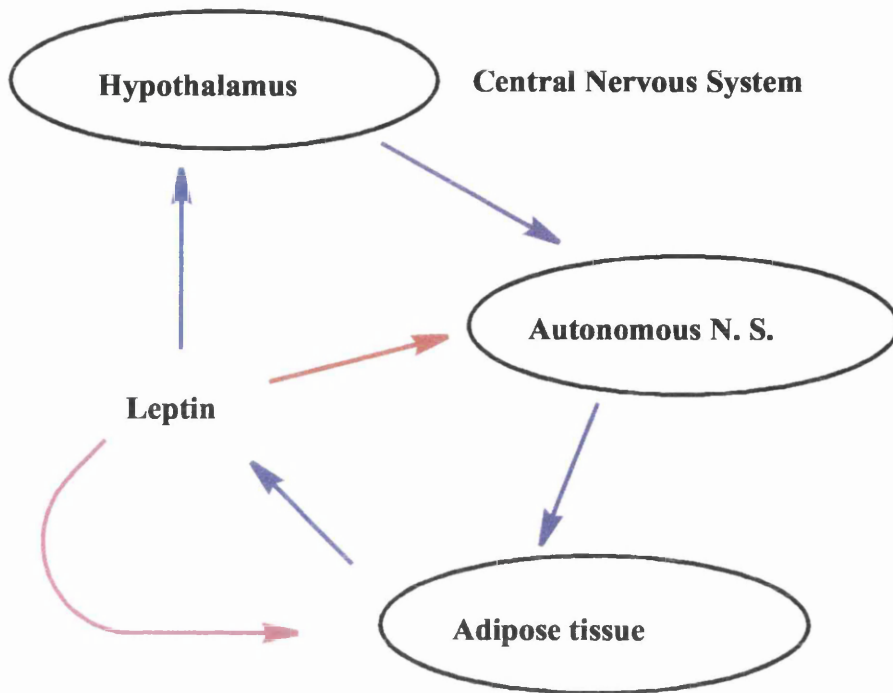 Hypothalamus
Central Nervous System
Autonomous N. S.
Leptin
Adipose tissue